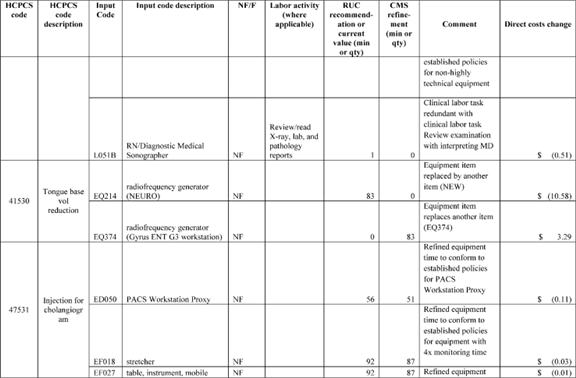 HCPCS code
HCPCS code description
Input Code
Input code description
NF/F
Labor activity (where applicable)
RUC recommend-ation or current value (min or qty)
CMS refine-ment (min or qty)
Comment
Direct costs change
established policies
for non-highly
technical equipment
L051B
RN/Diagnostic Medical
Sonographer
NF
Review/read
X-ray, lab, and
pathology
reports
1
0
Clinical labor task
redundant with
clinical labor task
Review examination
with interpreting MD
$ (0.51)
41530
Tongue base
vol
reduction
EQ214
radiofrequency generator
(NEURO)
NF
83
0
Equipment item
replaced by another
item (NEW)
$ (10.58)
EQ374
radiofrequency generator
(Gyrus ENT G3 workstation)
NF
0
83
Equipment item
replaces another item
(EQ374)
$ 3.29
47531
Injection for
cholangiogr
am
ED050
PACS Workstation Proxy
NF
56
51
Refined equipment
time to conform to
established policies
for PACS
Workstation Proxy
$ (0.11)
EF018
stretcher
NF
92
87
Refined equipment
time to conform to
established policies
for equipment with
4x monitoring time
$ (0.03)
EF027
table, instrument, mobile
NF
92
87
Refined equipment
$ (0.01)